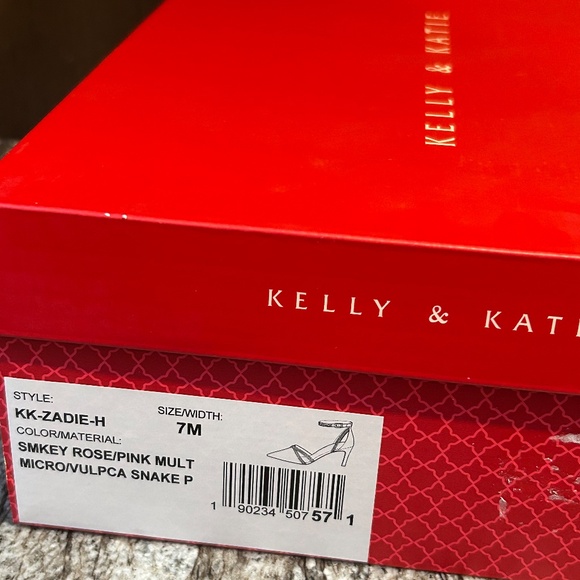 KELLY & KATIE
KELLY & KATI
STYLE:
KK-ZADIE-H
SIZE/WIDTH:
7M
COLOR/MATERIAL:
SMKEY ROSE/PINK MULT
MICRO/VULPCA SNAKE P
1 90234 50757 1